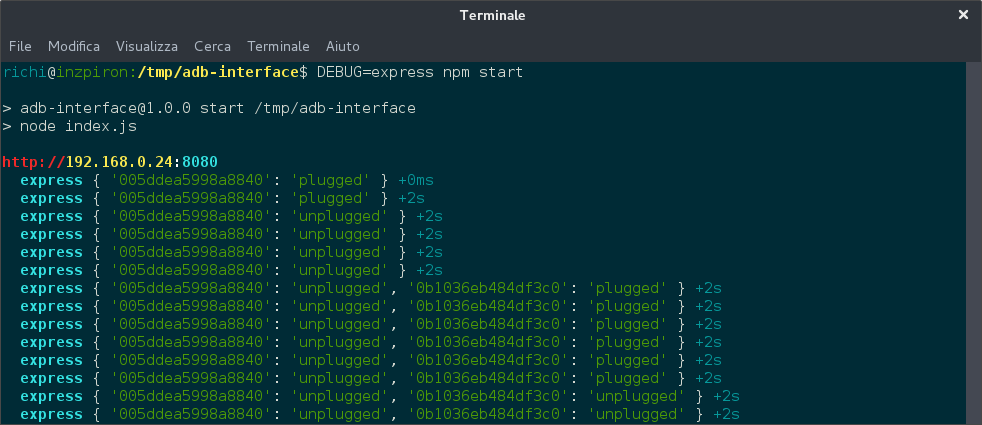 Terminale ×
File Modifica Visualizza Cerca Terminale Aiuto
richi@inzpiron:/tmp/adb-interface$ DEBUG=express npm start
> adb-interface@1.0.0 start /tmp/adb-interface
> node index.js
http://192.168.0.24:8080
express { '005ddea5998a8840': 'plugged' } +0ms
express { '005ddea5998a8840': 'plugged' } +2s
express { '005ddea5998a8840': 'unplugged' } +2s
express { '005ddea5998a8840': 'unplugged' } +2s
express { '005ddea5998a8840': 'unplugged' } +2s
express { '005ddea5998a8840': 'unplugged' } +2s
express { '005ddea5998a8840': 'unplugged', '0b1036eb484df3c0': 'plugged' } +2s
express { '005ddea5998a8840': 'unplugged', '0b1036eb484df3c0': 'plugged' } +2s
express { '005ddea5998a8840': 'unplugged', '0b1036eb484df3c0': 'plugged' } +2s
express { '005ddea5998a8840': 'unplugged', '0b1036eb484df3c0': 'plugged' } +2s
express { '005ddea5998a8840': 'unplugged', '0b1036eb484df3c0': 'plugged' } +2s
express { '005ddea5998a8840': 'unplugged', '0b1036eb484df3c0': 'plugged' } +2s
express { '005ddea5998a8840': 'unplugged', '0b1036eb484df3c0': 'unplugged' } +2s
express { '005ddea5998a8840': 'unplugged', '0b1036eb484df3c0': 'unplugged' } +2s